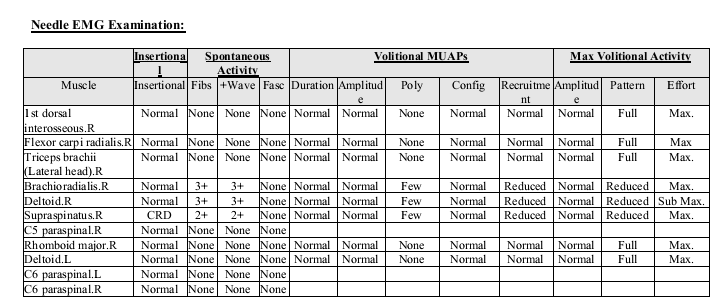 Needle EMG Examination:
Insertional Spontaneous Activity Volitional MUAPs Max Volitional Activity
Muscle Insertional Fibs +Wave Fasc Duration Amplitude Poly Config Recruitment Amplitude Pattern Effort
1st dorsal interosseous.R Normal None None None Normal Normal None Normal Normal Normal Full Max.
Flexor carpi radialis.R Normal None None None Normal Normal None Normal Normal Normal Full Max
Triceps brachii (Lateral head).R Normal None None None Normal Normal None Normal Normal Normal Full Max.
Brachioradialis.R Normal 3+ 3+ None Normal Normal Few Normal Reduced Normal Reduced Max.
Deltoid.R Normal 3+ 3+ None Normal Normal Few Normal Reduced Normal Reduced Sub Max.
Supraspinatus.R CRD 2+ 2+ None Normal Normal Few Normal Reduced Normal Reduced Max.
C5 paraspinal.R Normal None None None
Rhomboid major.R Normal None None None Normal Normal None Normal Normal Normal Full Max.
Deltoid.L Normal None None None Normal Normal None Normal Normal Normal Full Max.
C6 paraspinal.L Normal None None None
C6 paraspinal.R Normal None None None